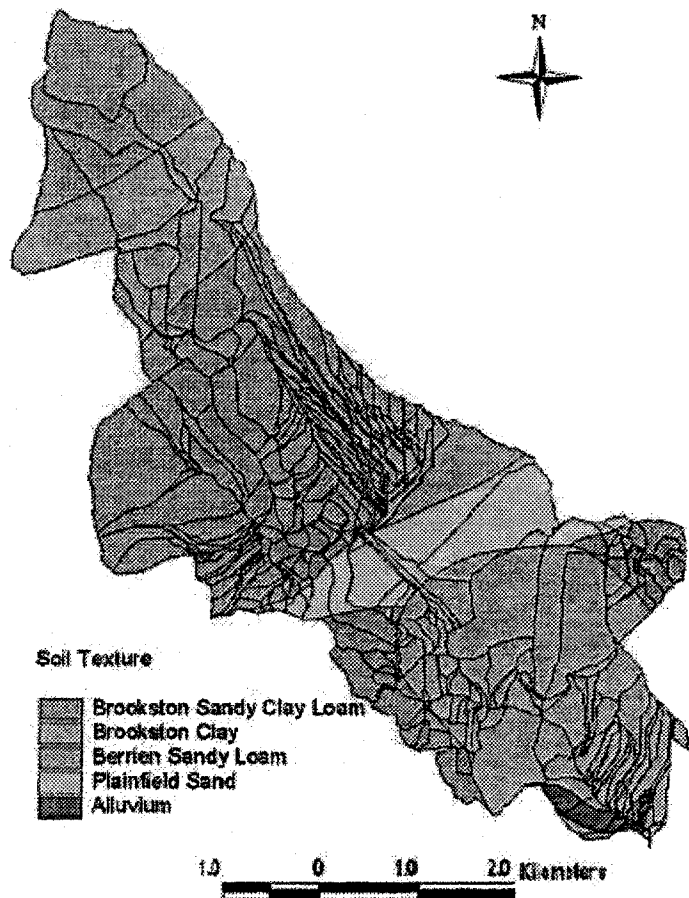 N
Soil Texture
Brookston Sandy Clay Loam
Brookston Clay
Berrien Sandy Loam
Plainfield Sand
Alluvium
1.0 0 1.0 2.0 Kilometers